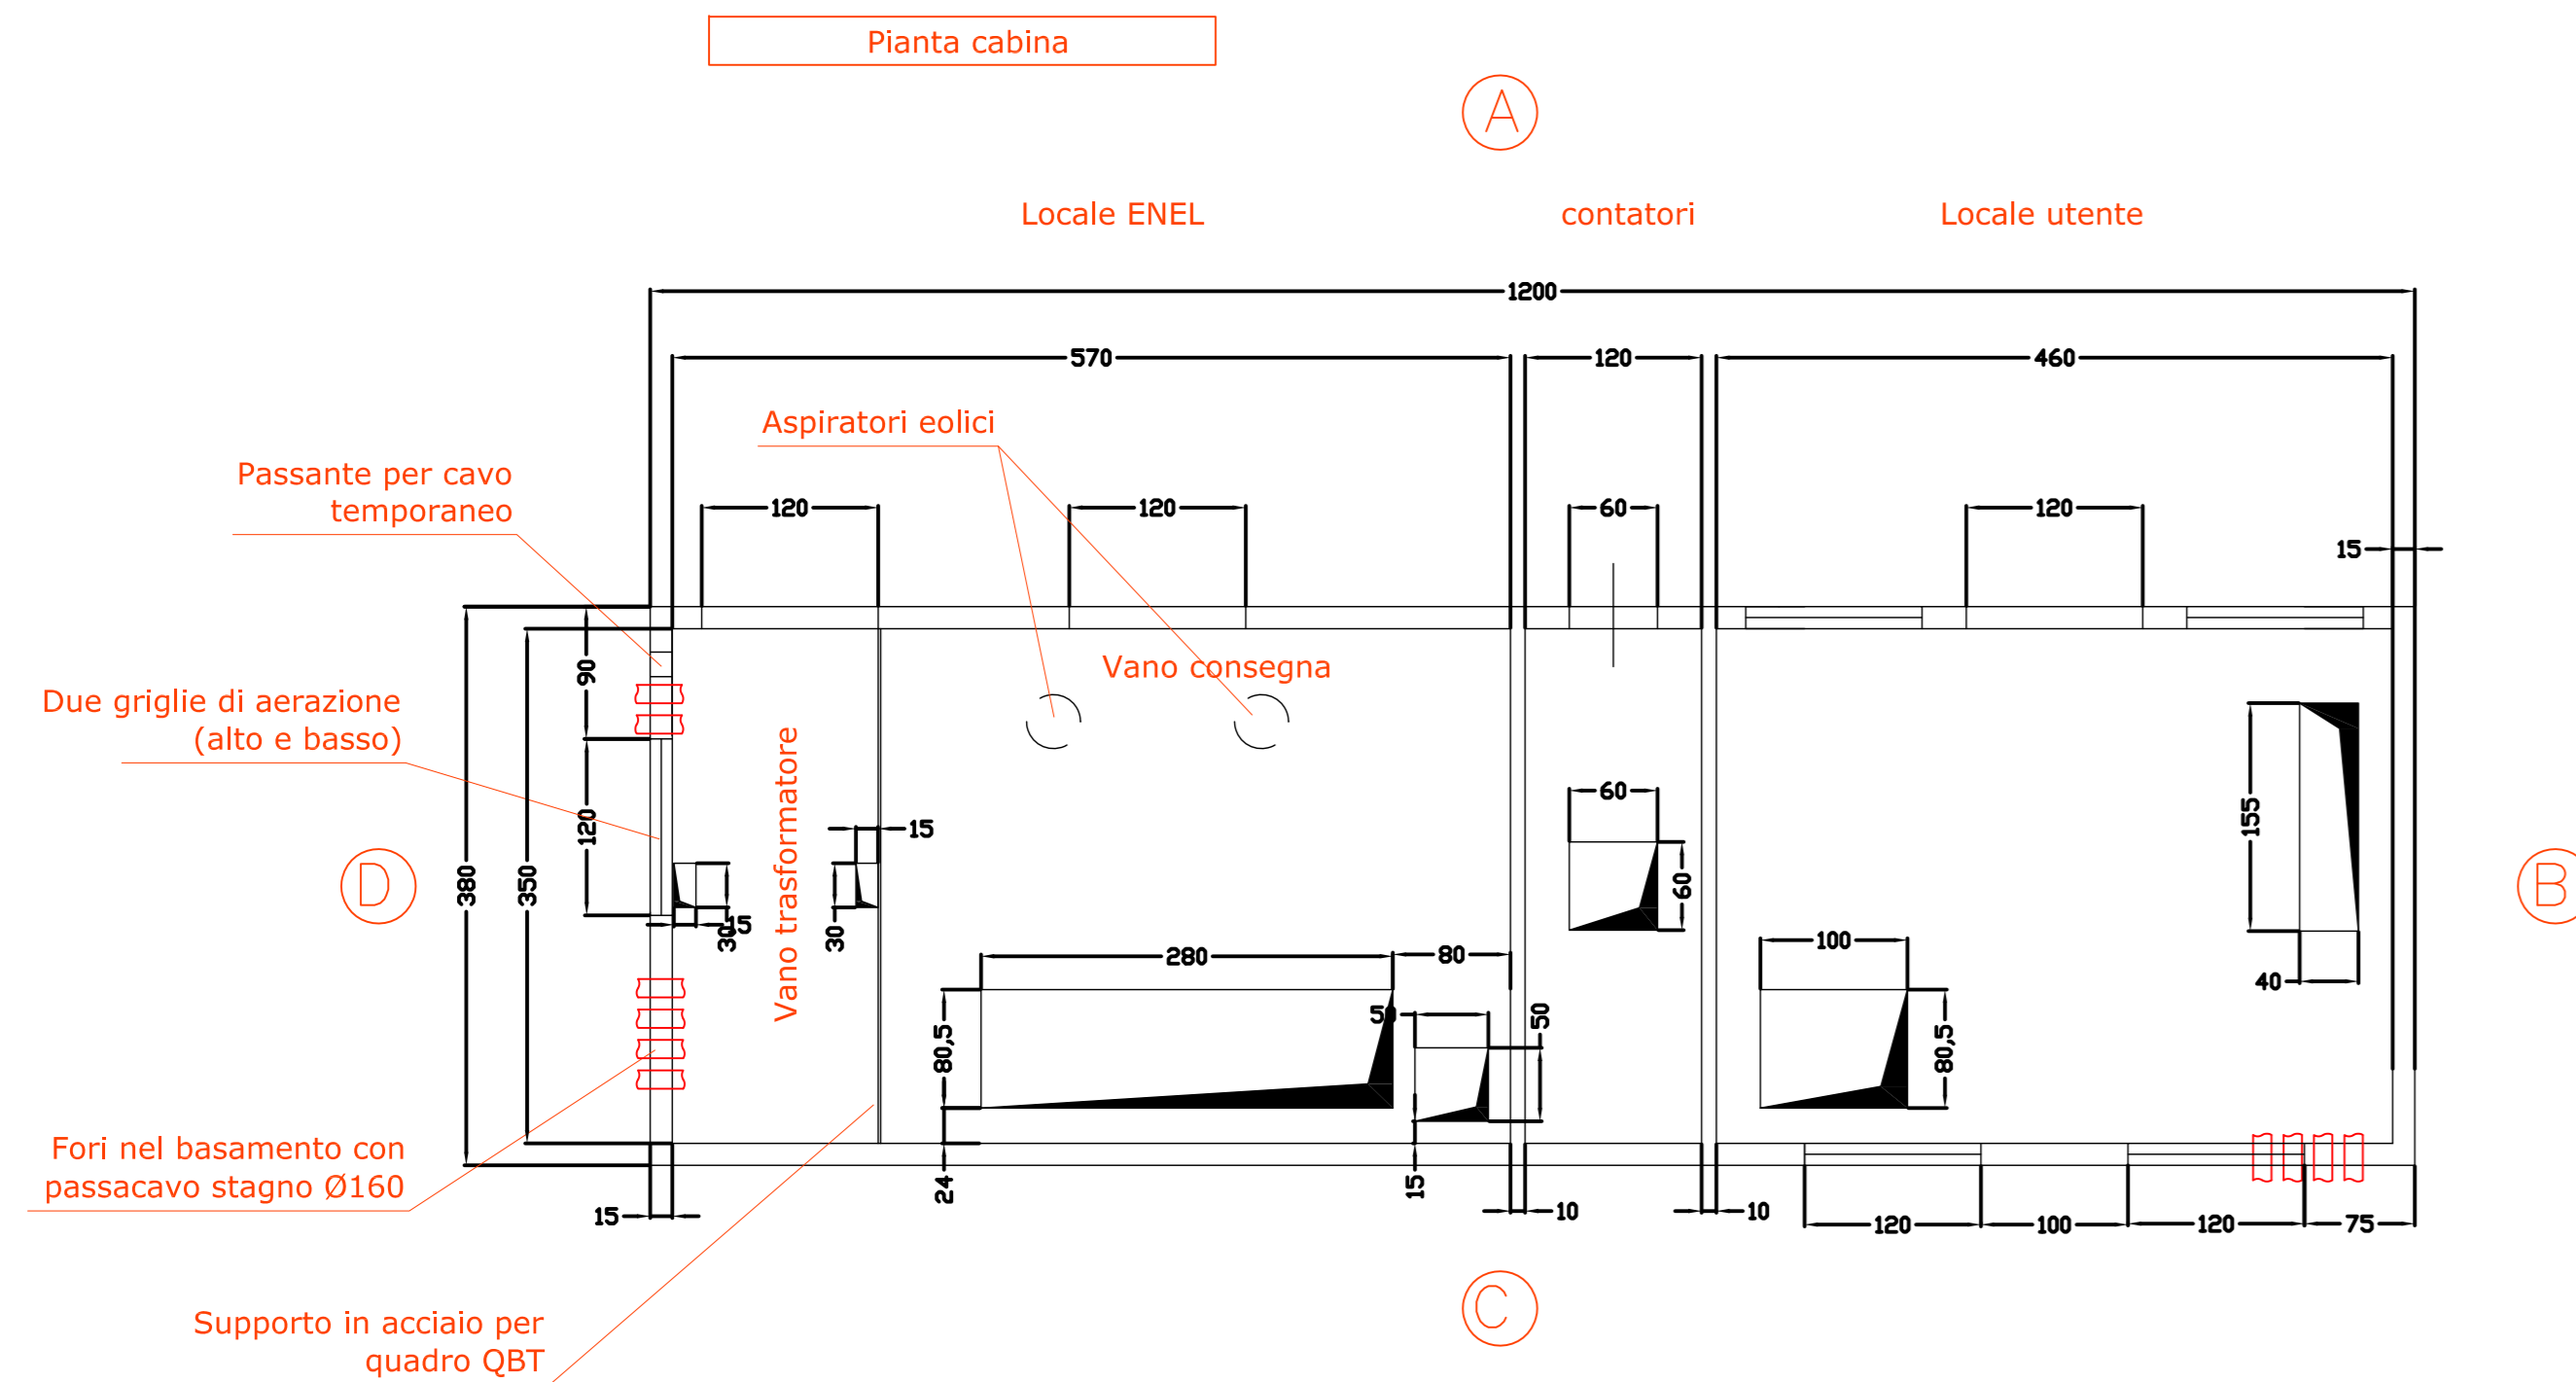 Pianta cabina
A
Locale ENEL
contatori
Locale utente
1200
570
120
460
Aspiratori eolici
Passante per cavo
temporaneo
120
120
60
120
15
90
Vano consegna
Due griglie di aerazione
(alto e basso)
Vano trasformatore
60
155
120
15
D
380
350
60
B
15
30
30
100
280
80
40
50
50
80,5
80,5
Fori nel basamento con
passacavo stagno Ø160
24
15
15
10
10
120
100
120
75
C
Supporto in acciaio per
quadro QBT